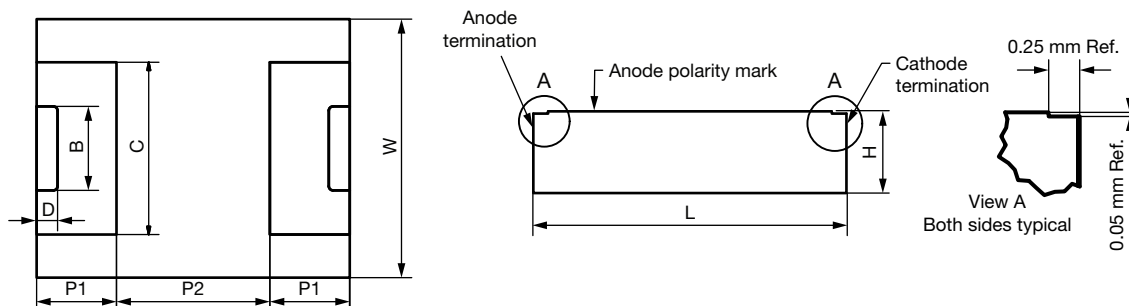 B
C
W
D
P1
P2
P1
Anode
termination
A
Anode polarity mark
A
Cathode
termination
H
L
0.25 mm Ref.
0.05 mm Ref.
View A
Both sides typical